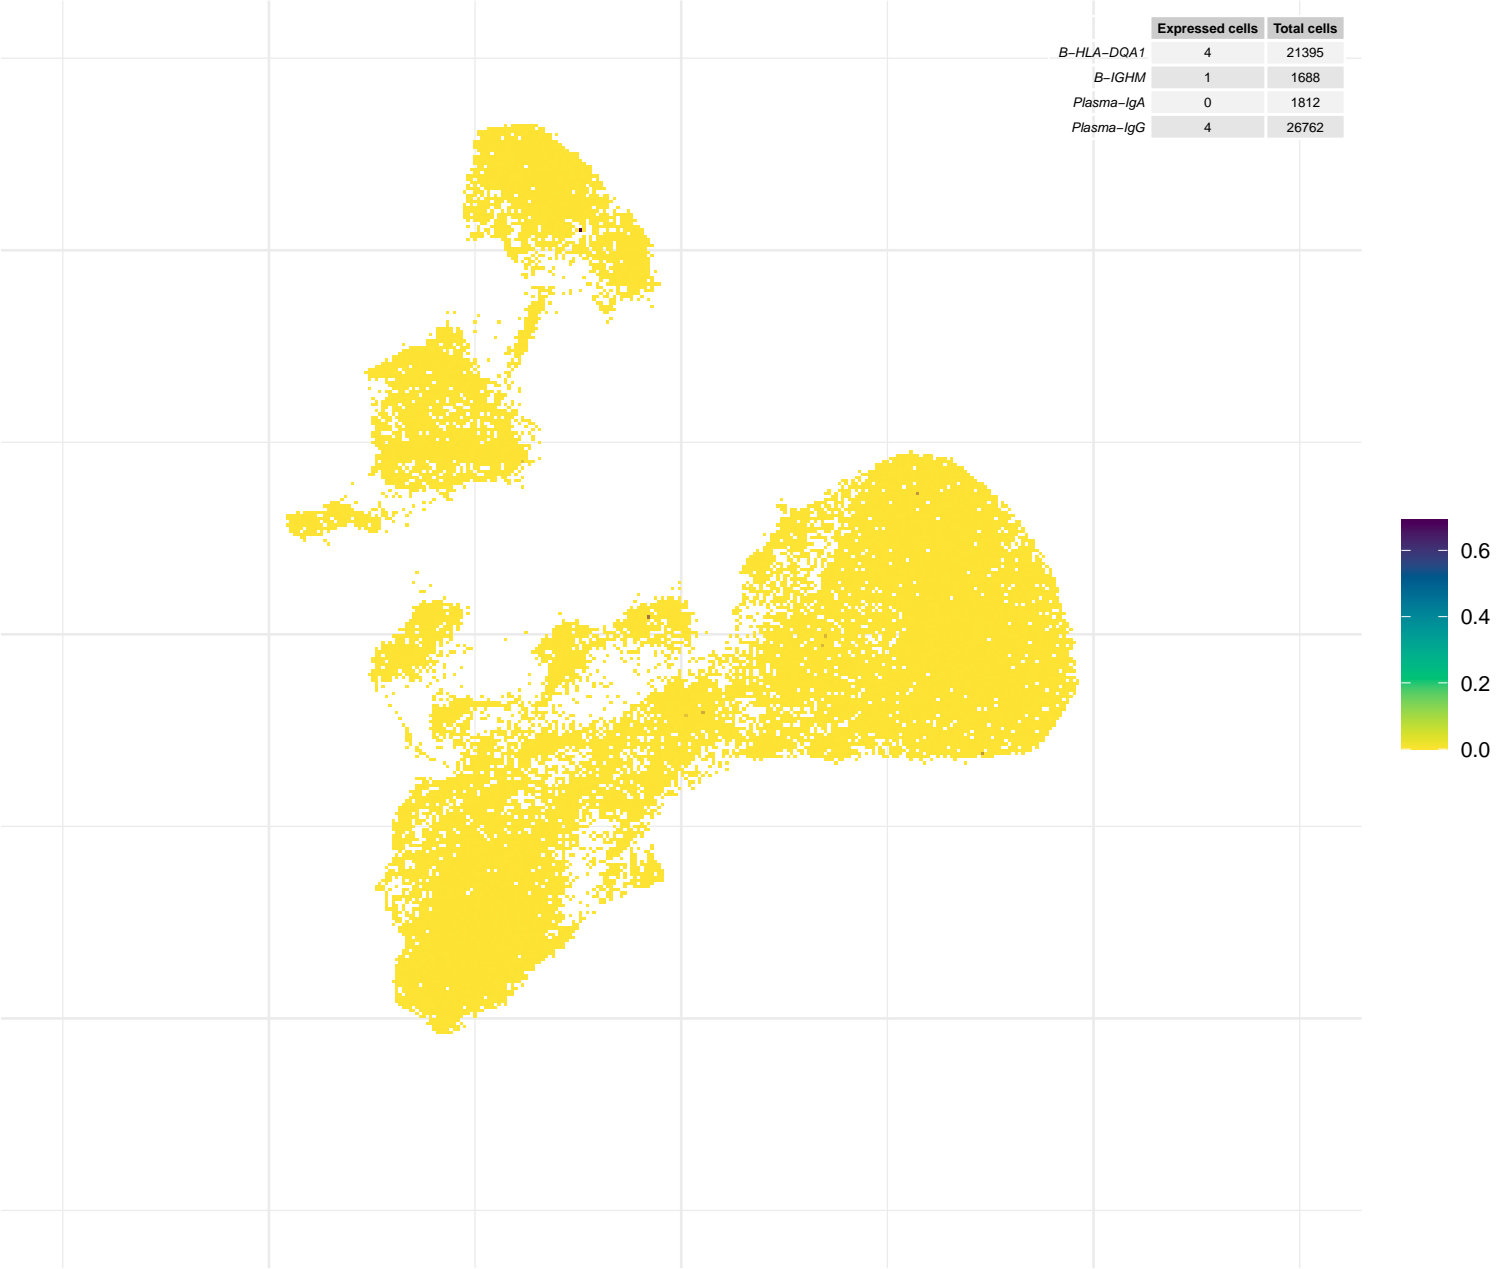 Expressed cells Total cells
B−HLA−DQA1 4 21395
B−IGHM 1 1688
Plasma−IgA 0 1812
Plasma−IgG 4 26762
0.6
0.4
0.2
0.0